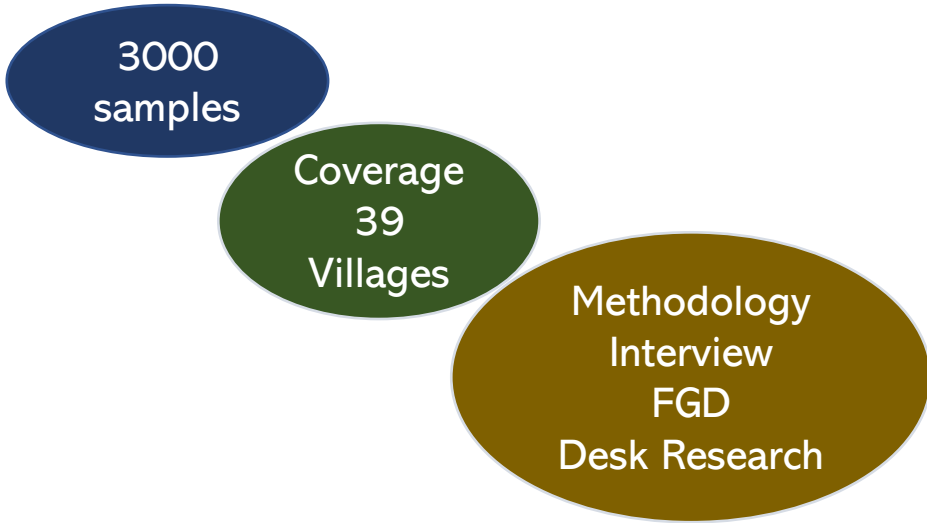 3000
samples
Coverage
39
Villages
Methodology
Interview
FGD
Desk Research